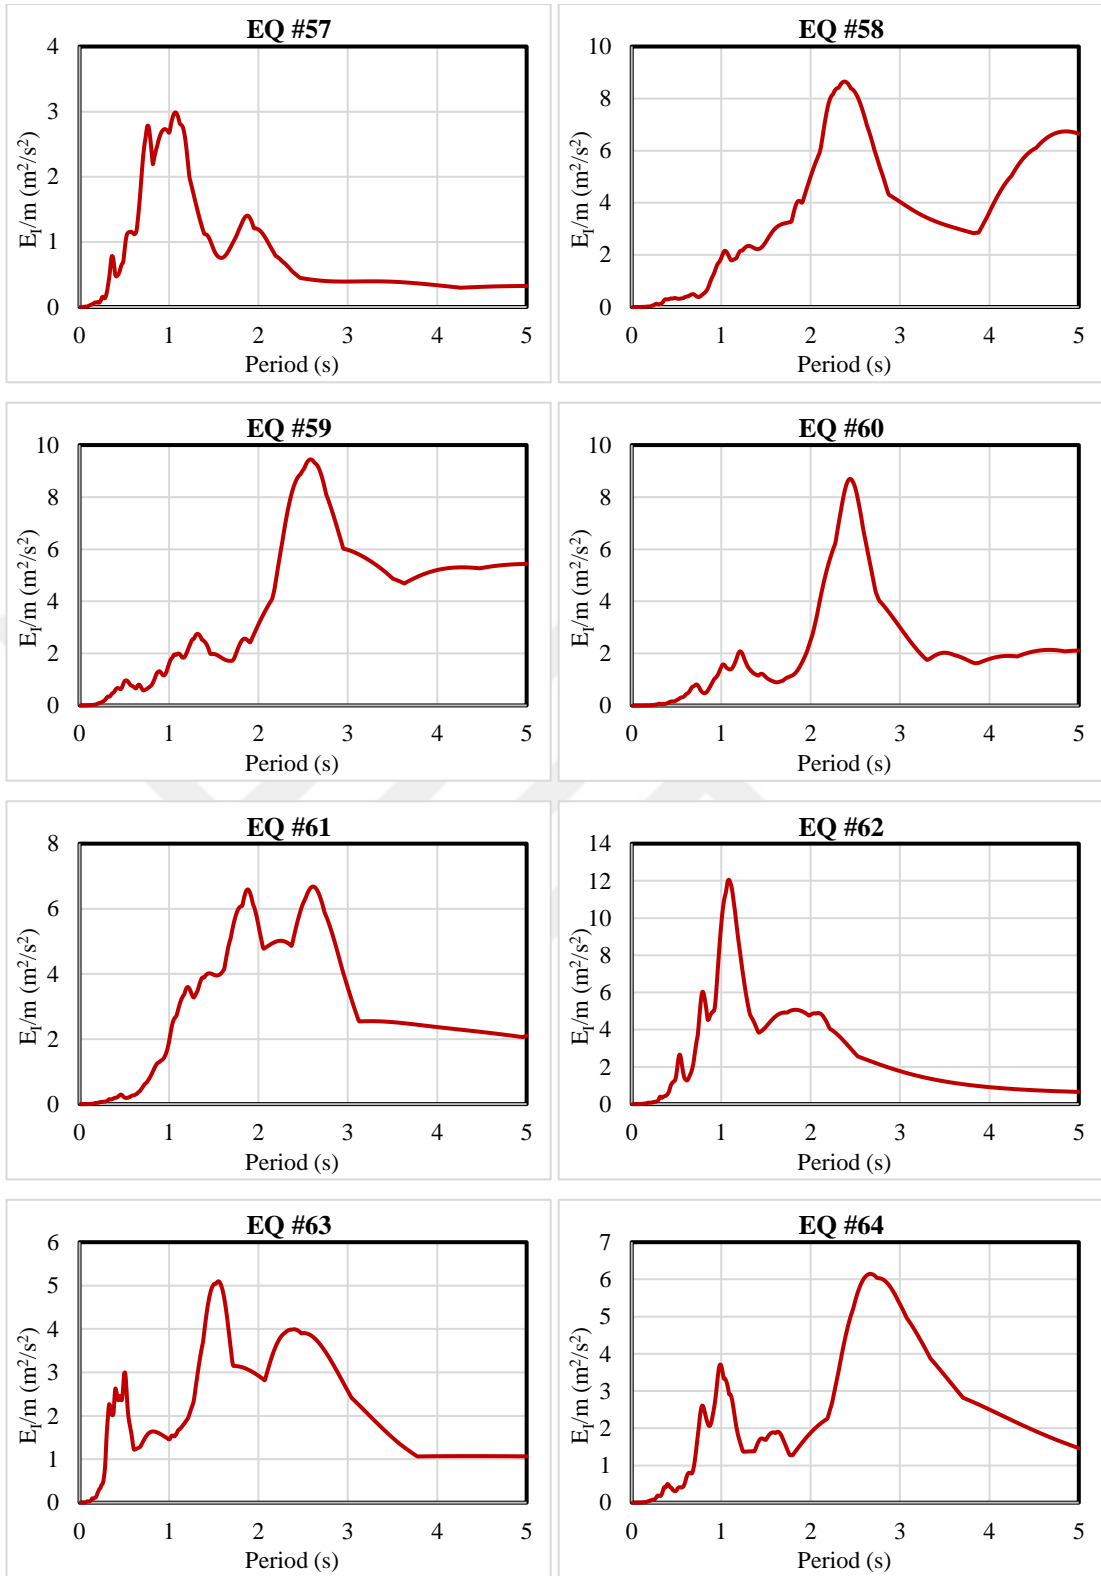 EQ #57
4
3
2
1
0
E_I/m (m²/s²)
0 1 2 3 4 5
Period (s)
EQ #58
10
8
6
4
2
0
E_I/m (m²/s²)
0 1 2 3 4 5
Period (s)
EQ #59
10
8
6
4
2
0
E_I/m (m²/s²)
0 1 2 3 4 5
Period (s)
EQ #60
10
8
6
4
2
0
E_I/m (m²/s²)
0 1 2 3 4 5
Period (s)
EQ #61
8
6
4
2
0
E_I/m (m²/s²)
0 1 2 3 4 5
Period (s)
EQ #62
14
12
10
8
6
4
2
0
E_I/m (m²/s²)
0 1 2 3 4 5
Period (s)
EQ #63
6
5
4
3
2
1
0
E_I/m (m²/s²)
0 1 2 3 4 5
Period (s)
EQ #64
7
6
5
4
3
2
1
0
E_I/m (m²/s²)
0 1 2 3 4 5
Period (s)